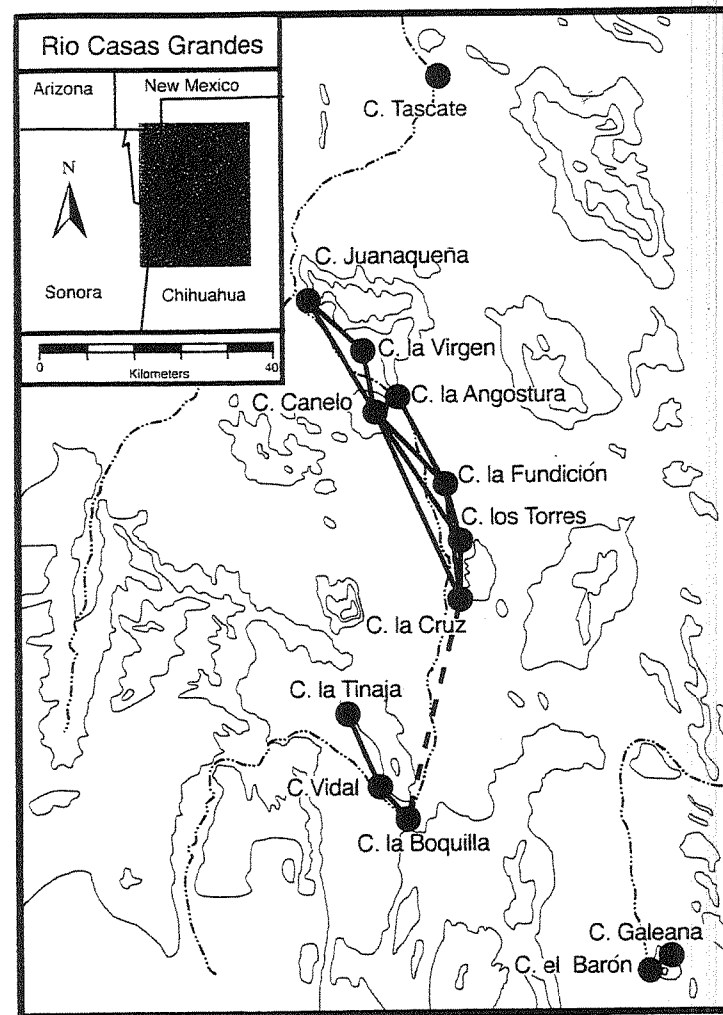 Rio Casas Grandes
Arizona
New Mexico
N
Sonora
Chihuahua
0
40
Kilometers
C. Tascate
C. Juanaqueña
C. la Virgen
C. la Angostura
C. Canelo
C. la Fundición
C. los Torres
C. la Cruz
C. la Tinaja
C. Vidal
C. la Boquilla
C. Galeana
C. el Barón